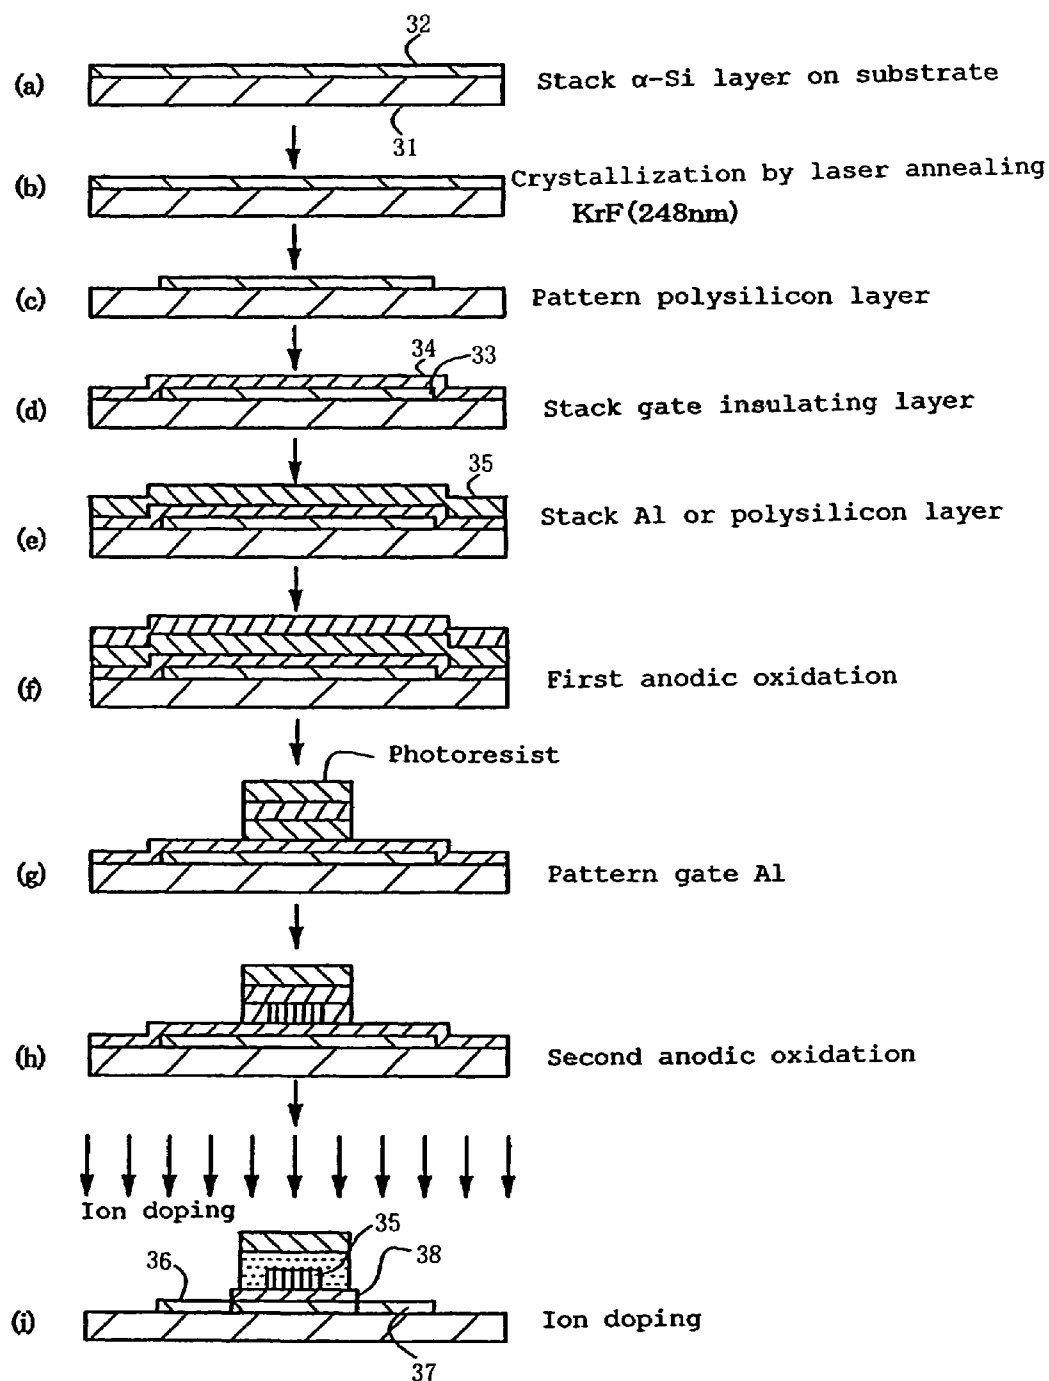 32
(a) Stack α-Si layer on substrate
31
(b) Crystallization by laser annealing
KrF(248nm)
(c) Pattern polysilicon layer
34 33
(d) Stack gate insulating layer
35
(e) Stack Al or polysilicon layer
(f) First anodic oxidation
Photoresist
(g) Pattern gate Al
(h) Second anodic oxidation
Ion doping
35
36 38
(i) Ion doping
37